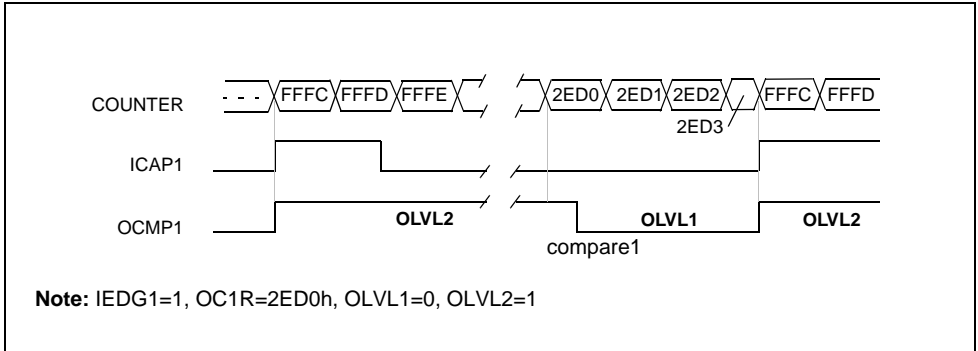 COUNTER - - - FFFC FFFD FFFE 2ED0 2ED1 2ED2 FFFC FFFD
2ED3
ICAP1
OCMP1 OLVL2 OLVL1 OLVL2
compare1
Note: IEDG1=1, OC1R=2ED0h, OLVL1=0, OLVL2=1